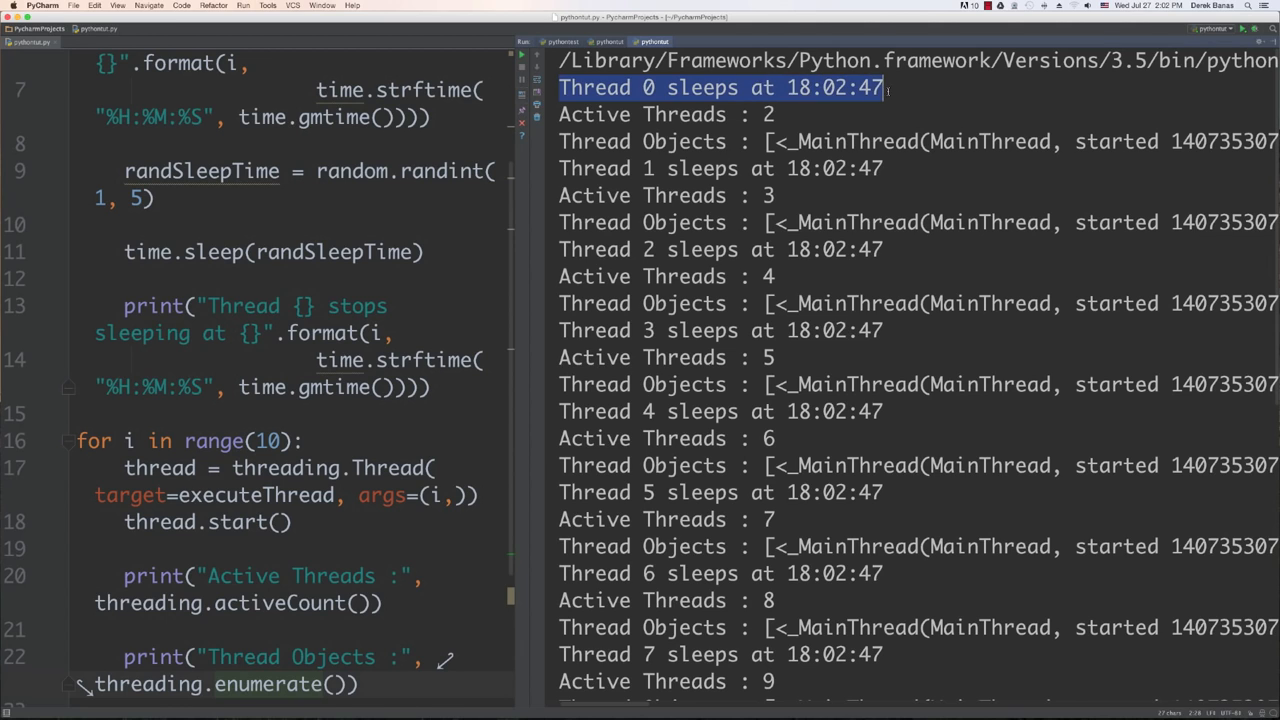 PyCharm File Edit View Navigate Code Refactor Run Tools VCS Window Help
10 Wed Jul 27 2:02 PM Derek Banas
pythontut.py - PyCharmProjects - [~/PycharmProjects]
PycharmProjects pythontut.py
pythontut
pythontut.py
Run: pythontest pythontut pythontut
{}".format(i,
7 time.strftime(
"%H:%M:%S", time.gmtime())))
8
9 randSleepTime = random.randint(
1, 5)
10
11 time.sleep(randSleepTime)
12
13 print("Thread {} stops
sleeping at {}".format(i,
14 time.strftime(
"%H:%M:%S", time.gmtime())))
15
16 for i in range(10):
17 thread = threading.Thread(
target=executeThread, args=(i,))
18 thread.start()
19
20 print("Active Threads :",
threading.activeCount())
21
22 print("Thread Objects :",
threading.enumerate())
/Library/Frameworks/Python.framework/Versions/3.5/bin/python
Thread 0 sleeps at 18:02:47
Active Threads : 2
Thread Objects : [<_MainThread(MainThread, started 140735307
Thread 1 sleeps at 18:02:47
Active Threads : 3
Thread Objects : [<_MainThread(MainThread, started 140735307
Thread 2 sleeps at 18:02:47
Active Threads : 4
Thread Objects : [<_MainThread(MainThread, started 140735307
Thread 3 sleeps at 18:02:47
Active Threads : 5
Thread Objects : [<_MainThread(MainThread, started 140735307
Thread 4 sleeps at 18:02:47
Active Threads : 6
Thread Objects : [<_MainThread(MainThread, started 140735307
Thread 5 sleeps at 18:02:47
Active Threads : 7
Thread Objects : [<_MainThread(MainThread, started 140735307
Thread 6 sleeps at 18:02:47
Active Threads : 8
Thread Objects : [<_MainThread(MainThread, started 140735307
Thread 7 sleeps at 18:02:47
Active Threads : 9
27 chars 2:28 LF: UTF-8